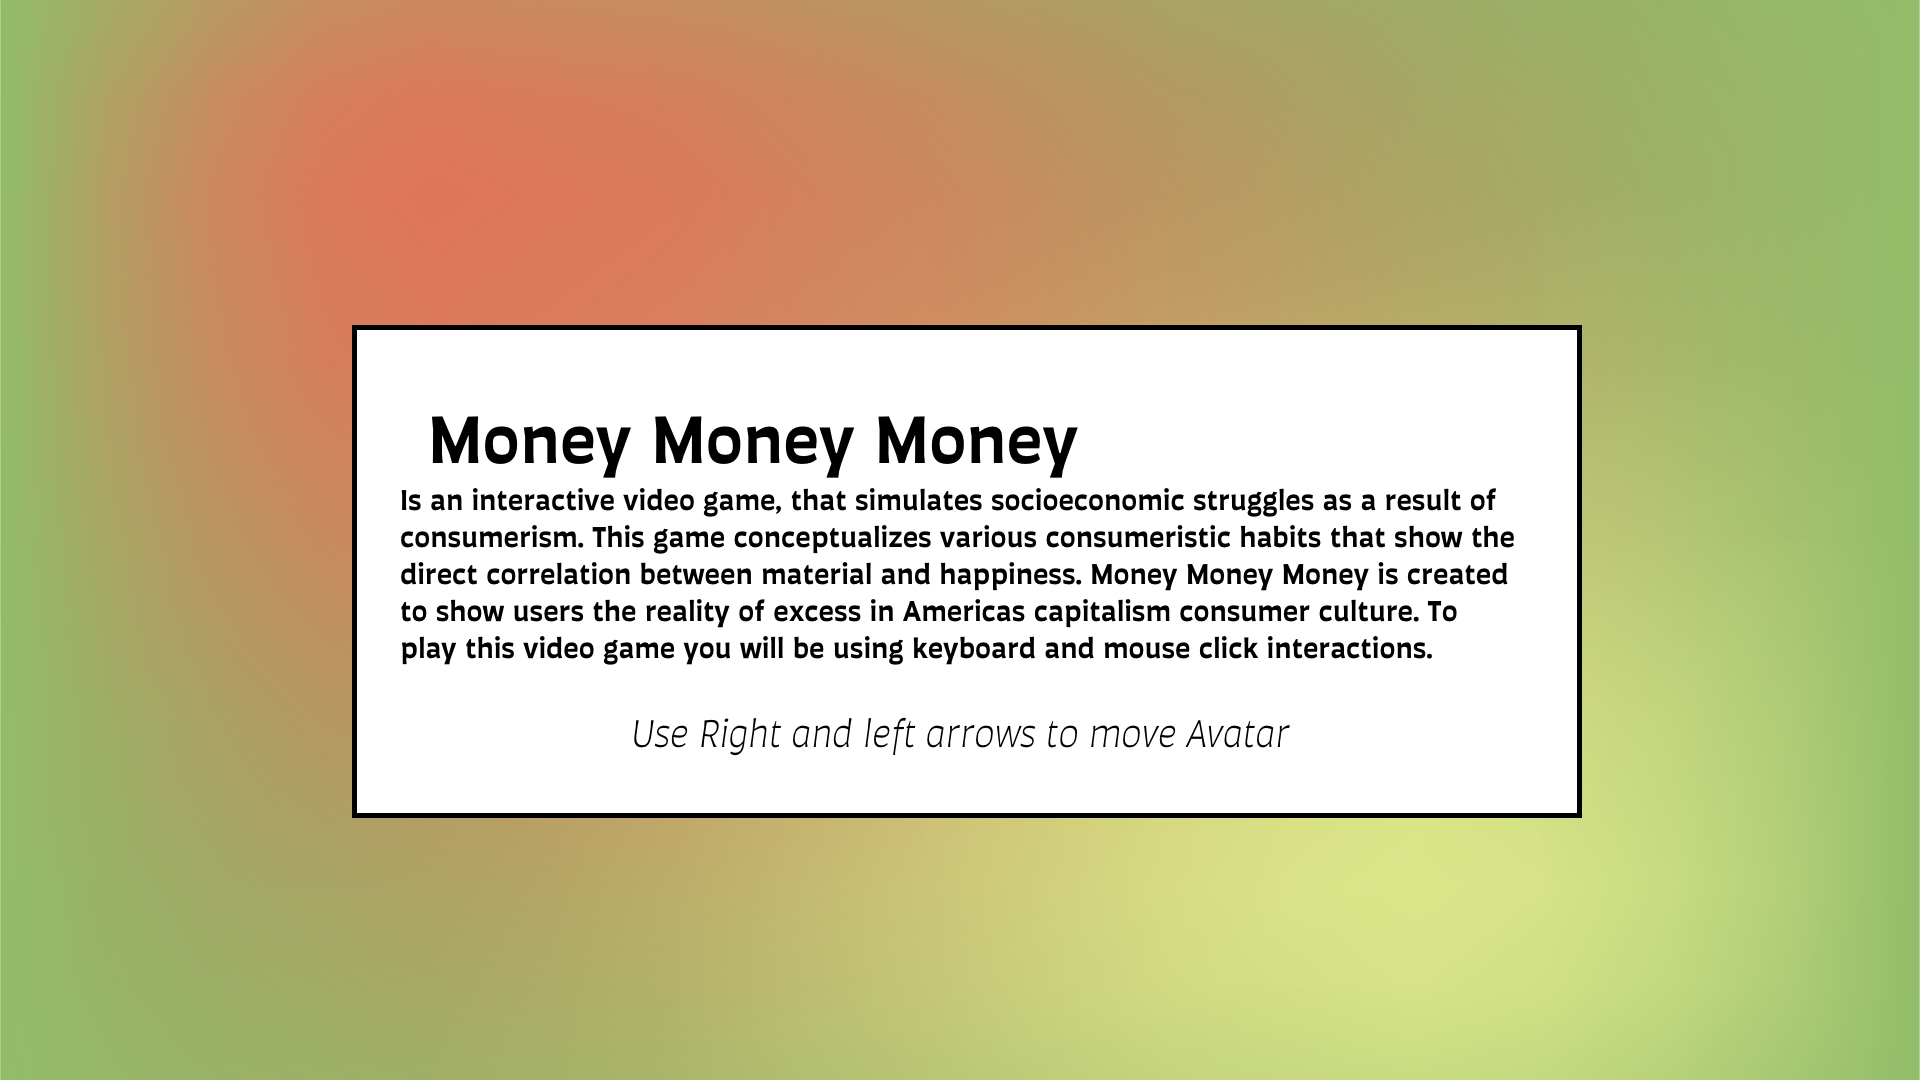 Money Money Money
Is an interactive video game, that simulates socioeconomic struggles as a result of
consumerism. This game conceptualizes various consumeristic habits that show the
direct correlation between material and happiness. Money Money Money is created
to show users the reality of excess in Americas capitalism consumer culture. To
play this video game you will be using keyboard and mouse click interactions.
Use Right and left arrows to move Avatar